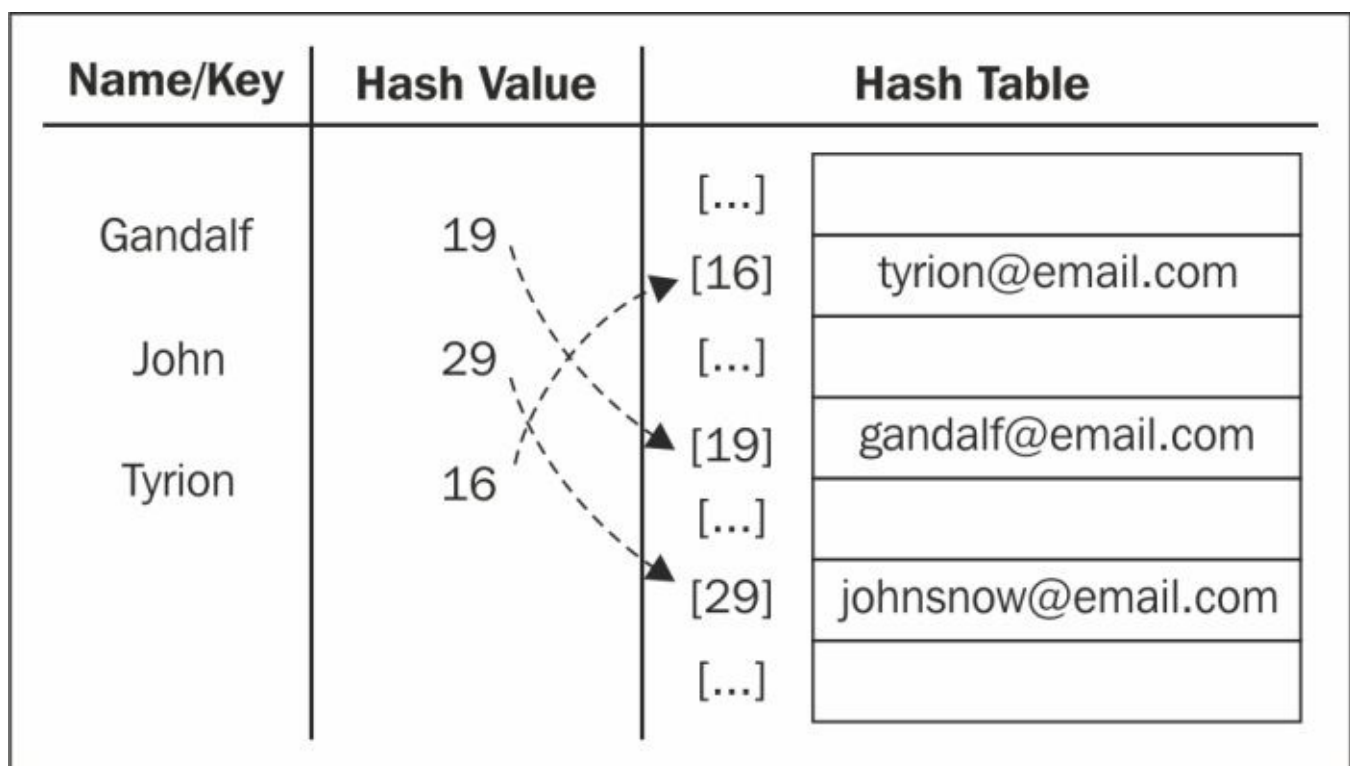 Name/Key Hash Value Hash Table
[...]
Gandalf 19
[16] tyrion@email.com
John 29 [...]
[19] gandalf@email.com
Tyrion 16
[...]
[29] johnsnow@email.com
[...]